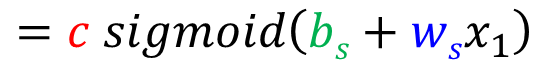 = c sigmoid(b_s + w_s x_1)